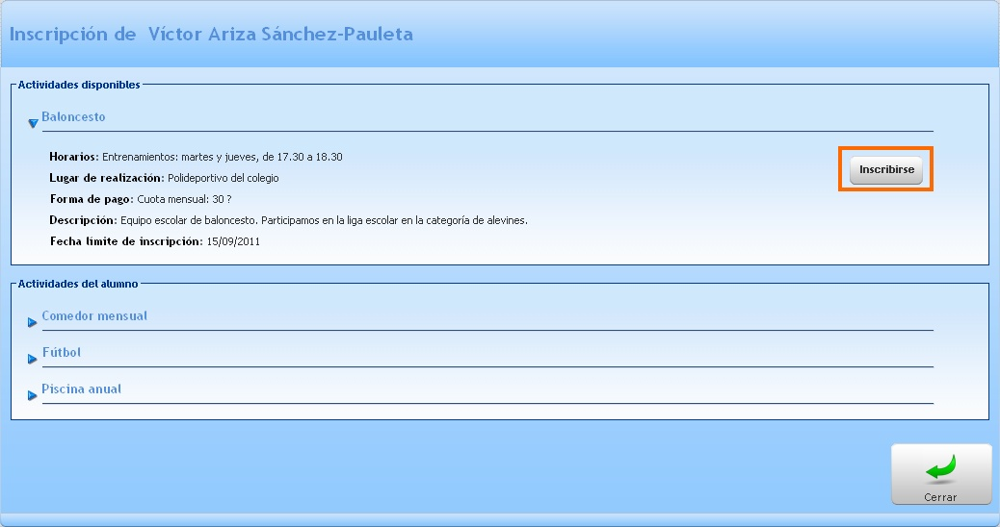 Inscripción de  Víctor Ariza Sánchez-Pauleta
Actividades disponibles
Baloncesto
Horarios: Entrenamientos: martes y jueves, de 17.30 a 18.30
Inscribirse
Lugar de realización: Polideportivo del colegio
Forma de pago: Cuota mensual: 30 ?
Descripción: Equipo escolar de baloncesto. Participamos en la liga escolar en la categoría de alevines.
Fecha límite de inscripción: 15/09/2011
Actividades del alumno
Comedor mensual
Fútbol
Piscina anual
Cerrar